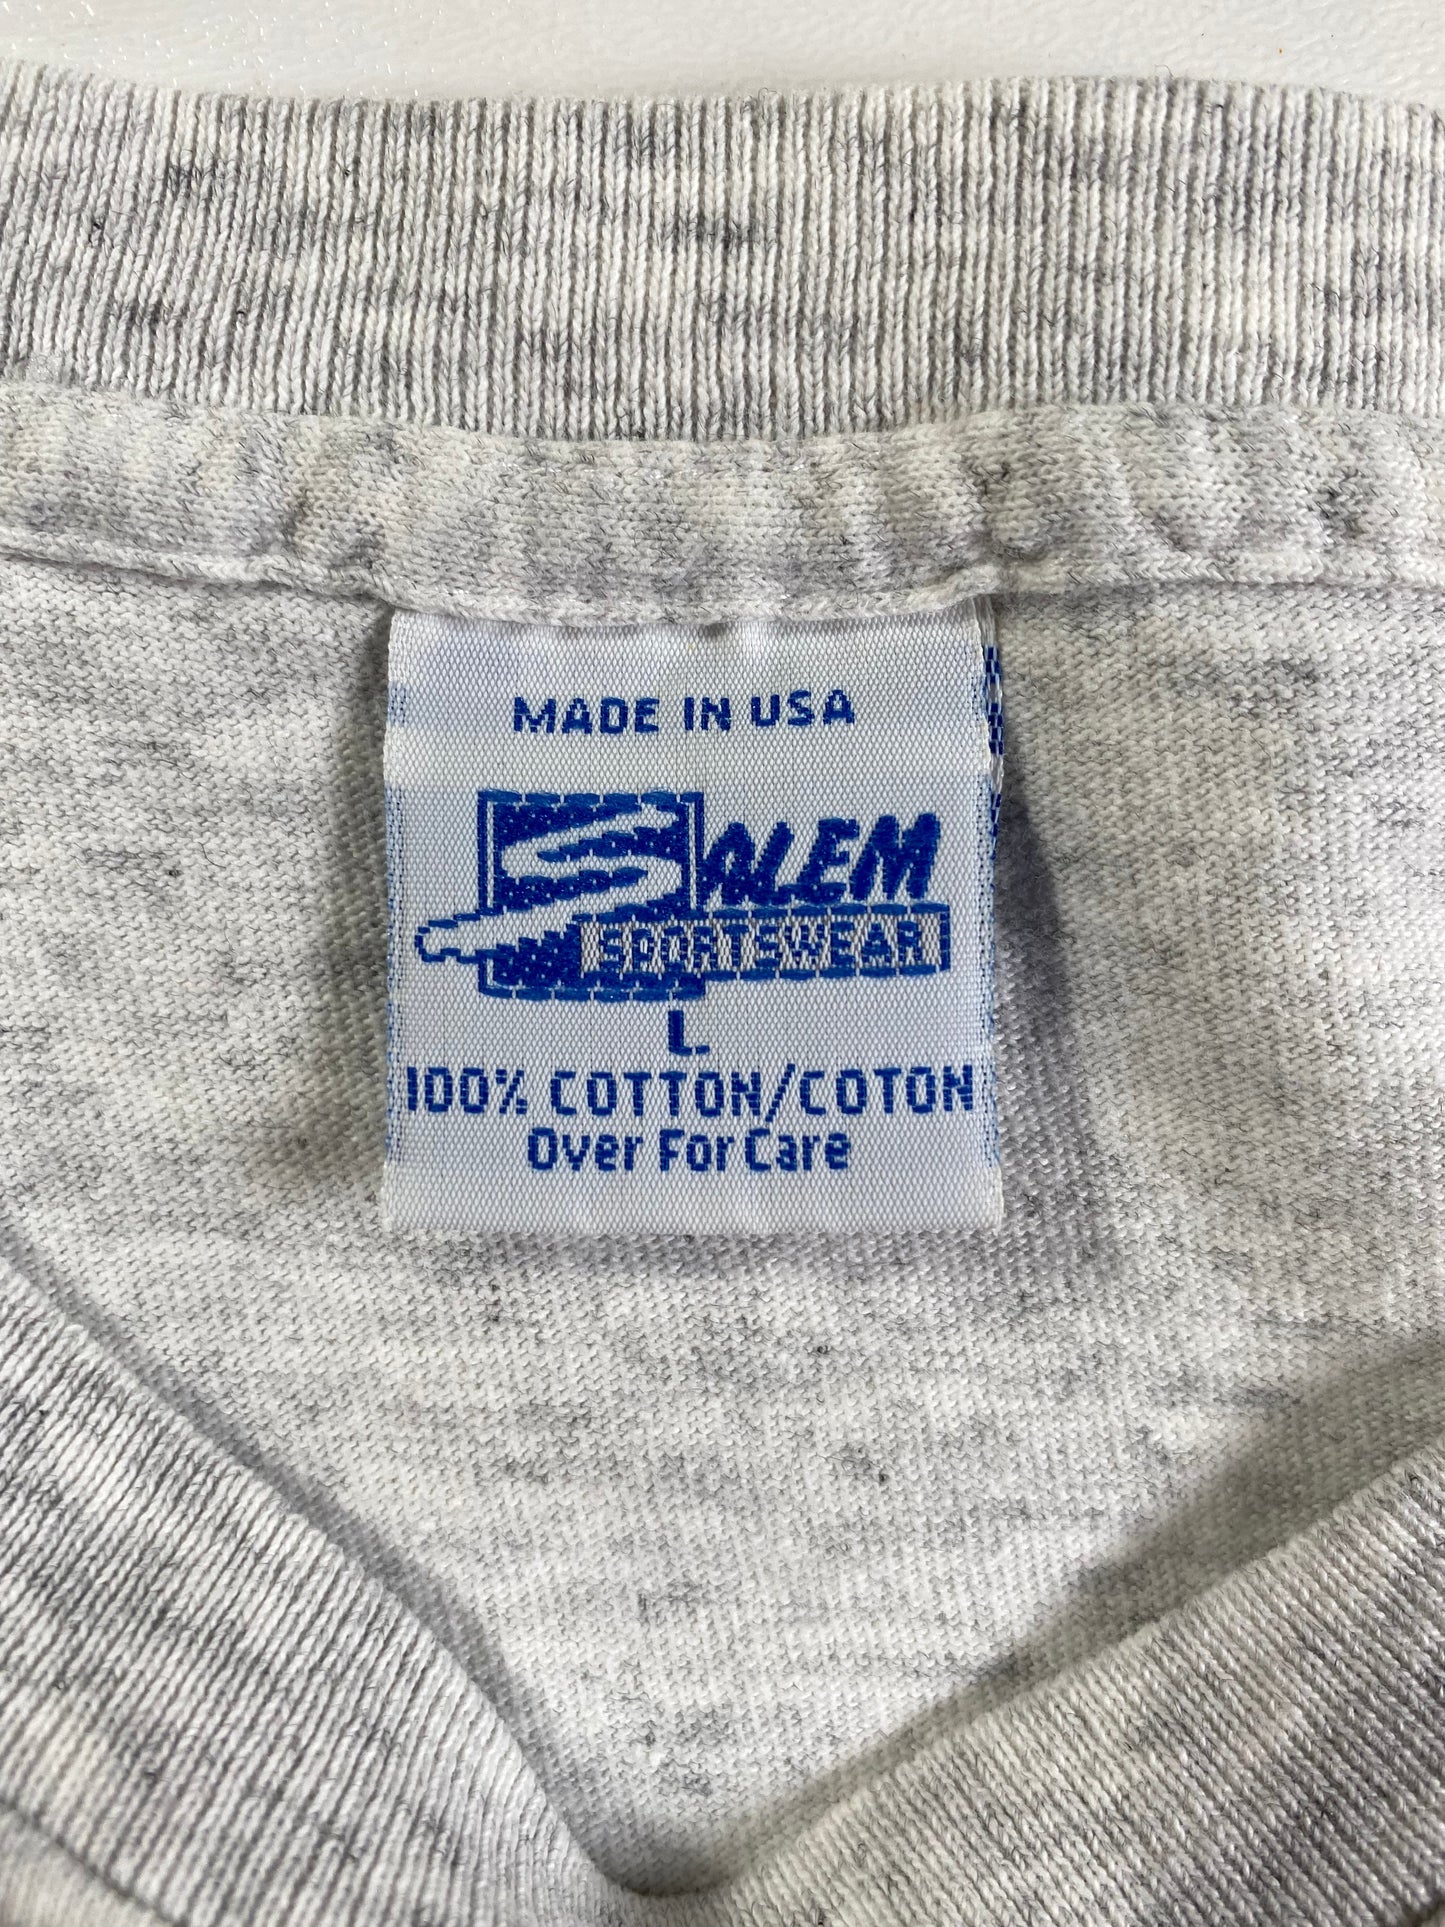 MADE IN USA
SALEM
SPORTSWEAR
L
100% COTTON/COTON
Over For Care